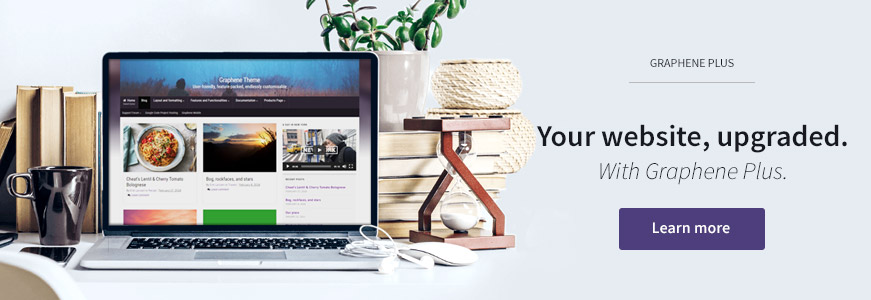 GRAPHENE PLUS
Your website, upgraded.
With Graphene Plus.
Learn more
Graphene Theme
User-friendly, feature packed, endlessly customisable
Home
Blog
Layout and formatting
Features and Functionalities
Documentation
Products Page
Cheat's Lentil & Cherry Tomato
Bolognese
Bog, rockfaces, and stars
RECENT POSTS
Cheat's Lentil & Cherry Tomato Bolognese
Bog, rockfaces, and stars